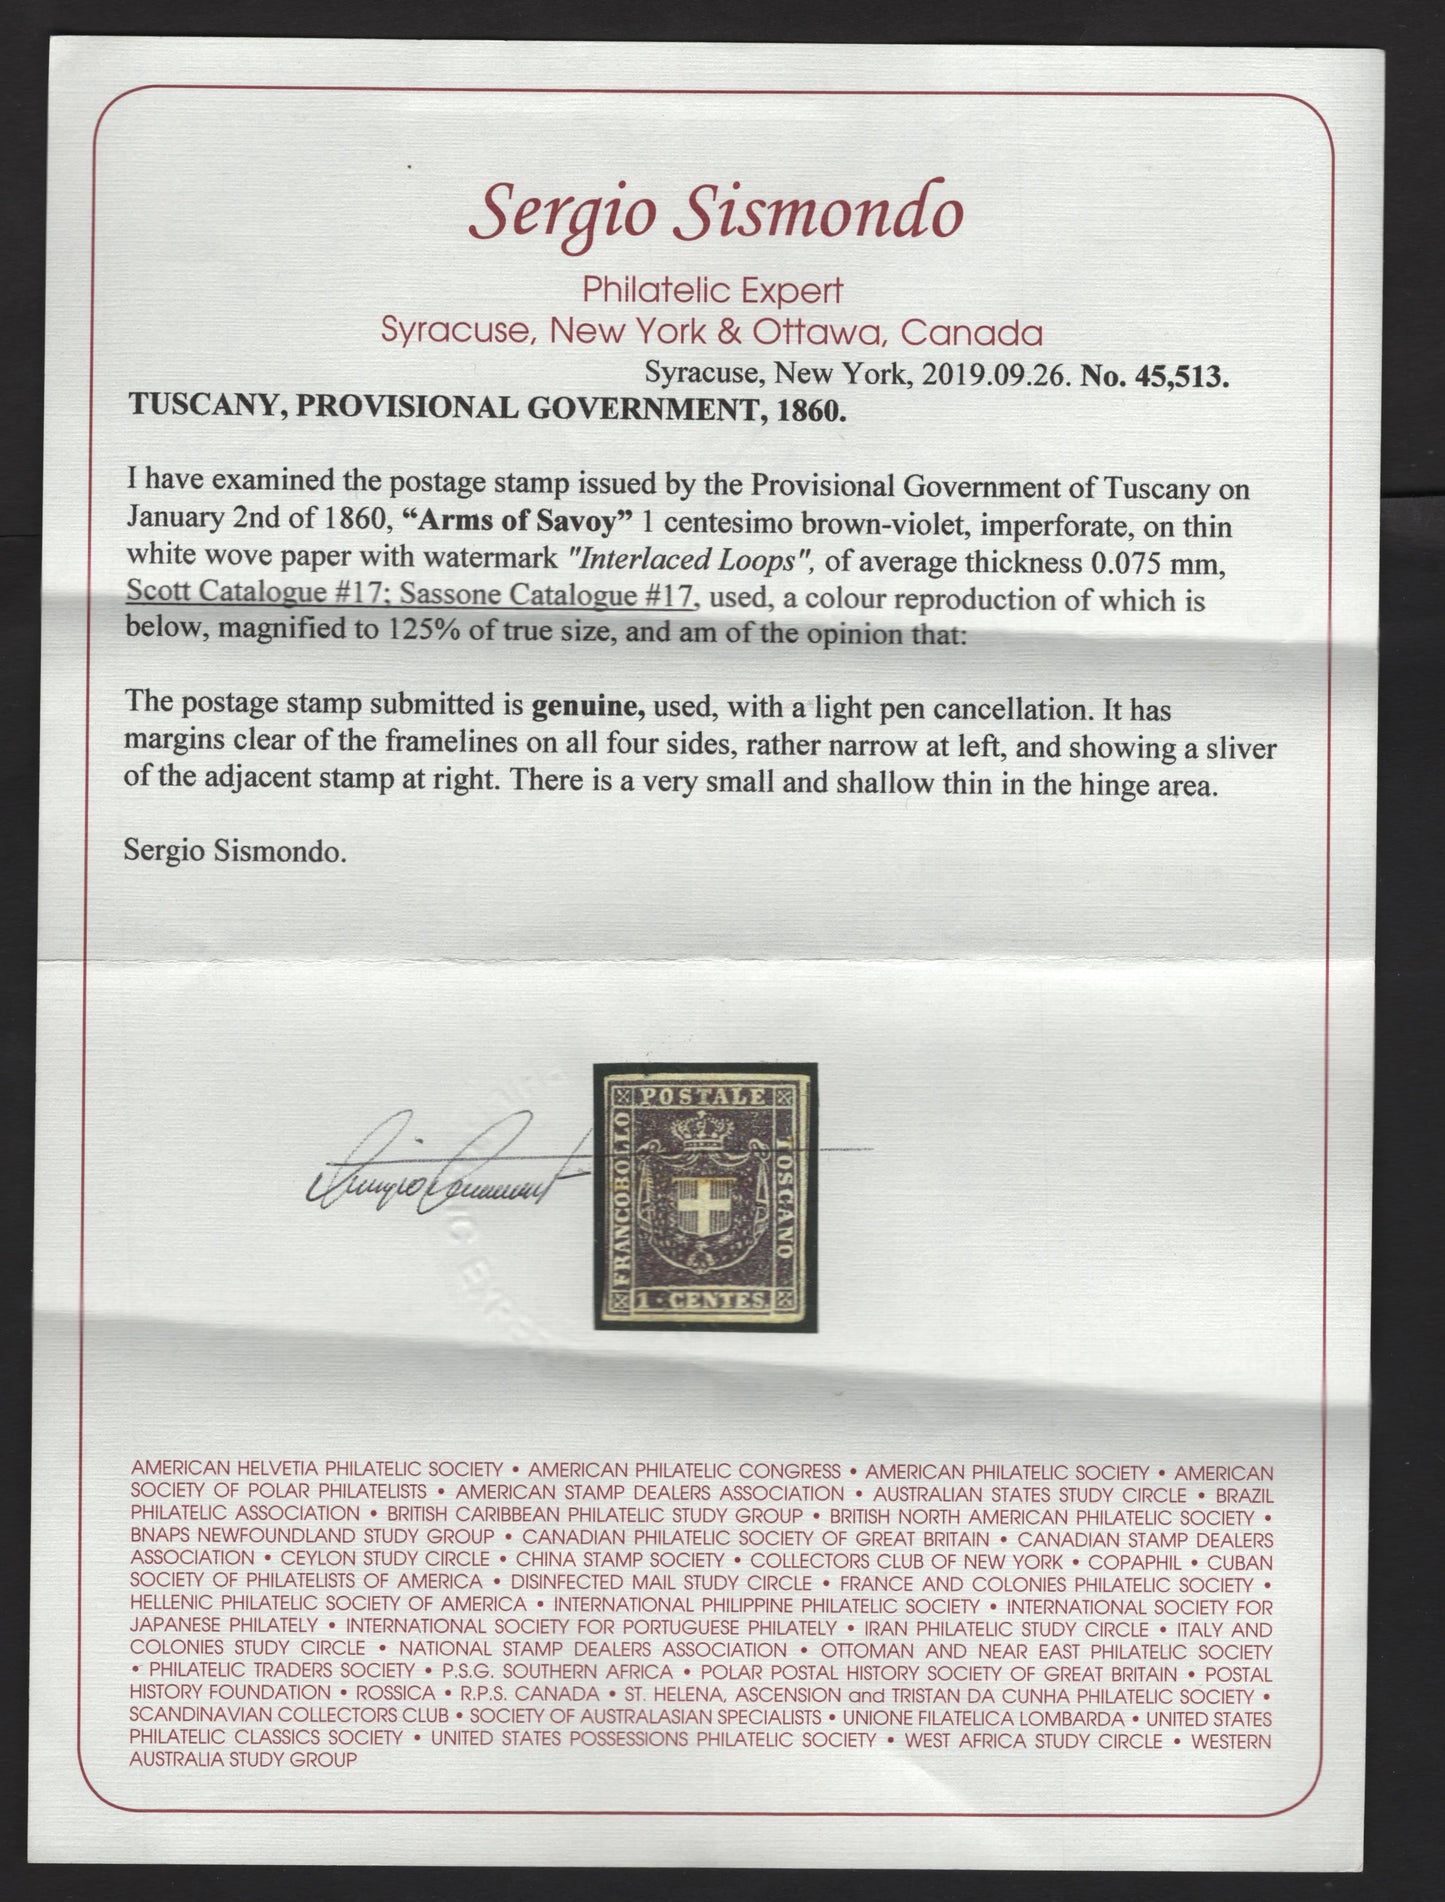 Sergio Sismondo
Philatelic Expert
Syracuse, New York & Ottawa, Canada
Syracuse, New York, 2019.09.26. No. 45,513.
TUSCANY, PROVISIONAL GOVERNMENT, 1860.
I have examined the postage stamp issued by the Provisional Government of Tuscany on
January 2nd of 1860, “Arms of Savoy” 1 centesimo brown-violet, imperforate, on thin
white wove paper with watermark "Interlaced Loops", of average thickness 0.075 mm,
Scott Catalogue #17; Sassone Catalogue #17, used, a colour reproduction of which is
below, magnified to 125% of true size, and am of the opinion that:
The postage stamp submitted is genuine, used, with a light pen cancellation. It has
margins clear of the framelines on all four sides, rather narrow at left, and showing a sliver
of the adjacent stamp at right. There is a very small and shallow thin in the hinge area.
Sergio Sismondo.
POSTALE
FRANCOBOLLO
TOSCANO
1 · CENTES.
AMERICAN HELVETIA PHILATELIC SOCIETY • AMERICAN PHILATELIC CONGRESS • AMERICAN PHILATELIC SOCIETY • AMERICAN
SOCIETY OF POLAR PHILATELISTS • AMERICAN STAMP DEALERS ASSOCIATION • AUSTRALIAN STATES STUDY CIRCLE • BRAZIL
PHILATELIC ASSOCIATION • BRITISH CARIBBEAN PHILATELIC STUDY GROUP • BRITISH NORTH AMERICAN PHILATELIC SOCIETY •
BNAPS NEWFOUNDLAND STUDY GROUP • CANADIAN PHILATELIC SOCIETY OF GREAT BRITAIN • CANADIAN STAMP DEALERS
ASSOCIATION • CEYLON STUDY CIRCLE • CHINA STAMP SOCIETY • COLLECTORS CLUB OF NEW YORK • COPAPHIL • CUBAN
SOCIETY OF PHILATELISTS OF AMERICA • DISINFECTED MAIL STUDY CIRCLE • FRANCE AND COLONIES PHILATELIC SOCIETY •
HELLENIC PHILATELIC SOCIETY OF AMERICA • INTERNATIONAL PHILIPPINE PHILATELIC SOCIETY • INTERNATIONAL SOCIETY FOR
JAPANESE PHILATELY • INTERNATIONAL SOCIETY FOR PORTUGUESE PHILATELY • IRAN PHILATELIC STUDY CIRCLE • ITALY AND
COLONIES STUDY CIRCLE • NATIONAL STAMP DEALERS ASSOCIATION • OTTOMAN AND NEAR EAST PHILATELIC SOCIETY
• PHILATELIC TRADERS SOCIETY • P.S.G. SOUTHERN AFRICA • POLAR POSTAL HISTORY SOCIETY OF GREAT BRITAIN • POSTAL
HISTORY FOUNDATION • ROSSICA • R.P.S. CANADA • ST. HELENA, ASCENSION and TRISTAN DA CUNHA PHILATELIC SOCIETY •
SCANDINAVIAN COLLECTORS CLUB • SOCIETY OF AUSTRALASIAN SPECIALISTS • UNIONE FILATELICA LOMBARDA • UNITED STATES
PHILATELIC CLASSICS SOCIETY • UNITED STATES POSSESSIONS PHILATELIC SOCIETY • WEST AFRICA STUDY CIRCLE • WESTERN
AUSTRALIA STUDY GROUP